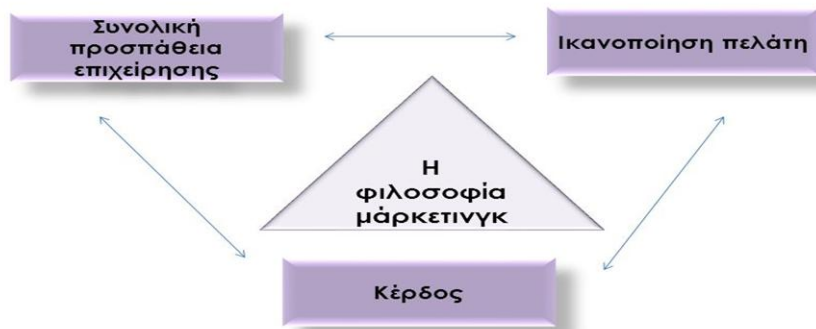 Συνολική
προσπάθεια
επιχείρησης
Ικανοποίηση πελάτη
Η
φιλοσοφία
μάρκετινγκ
Κέρδος